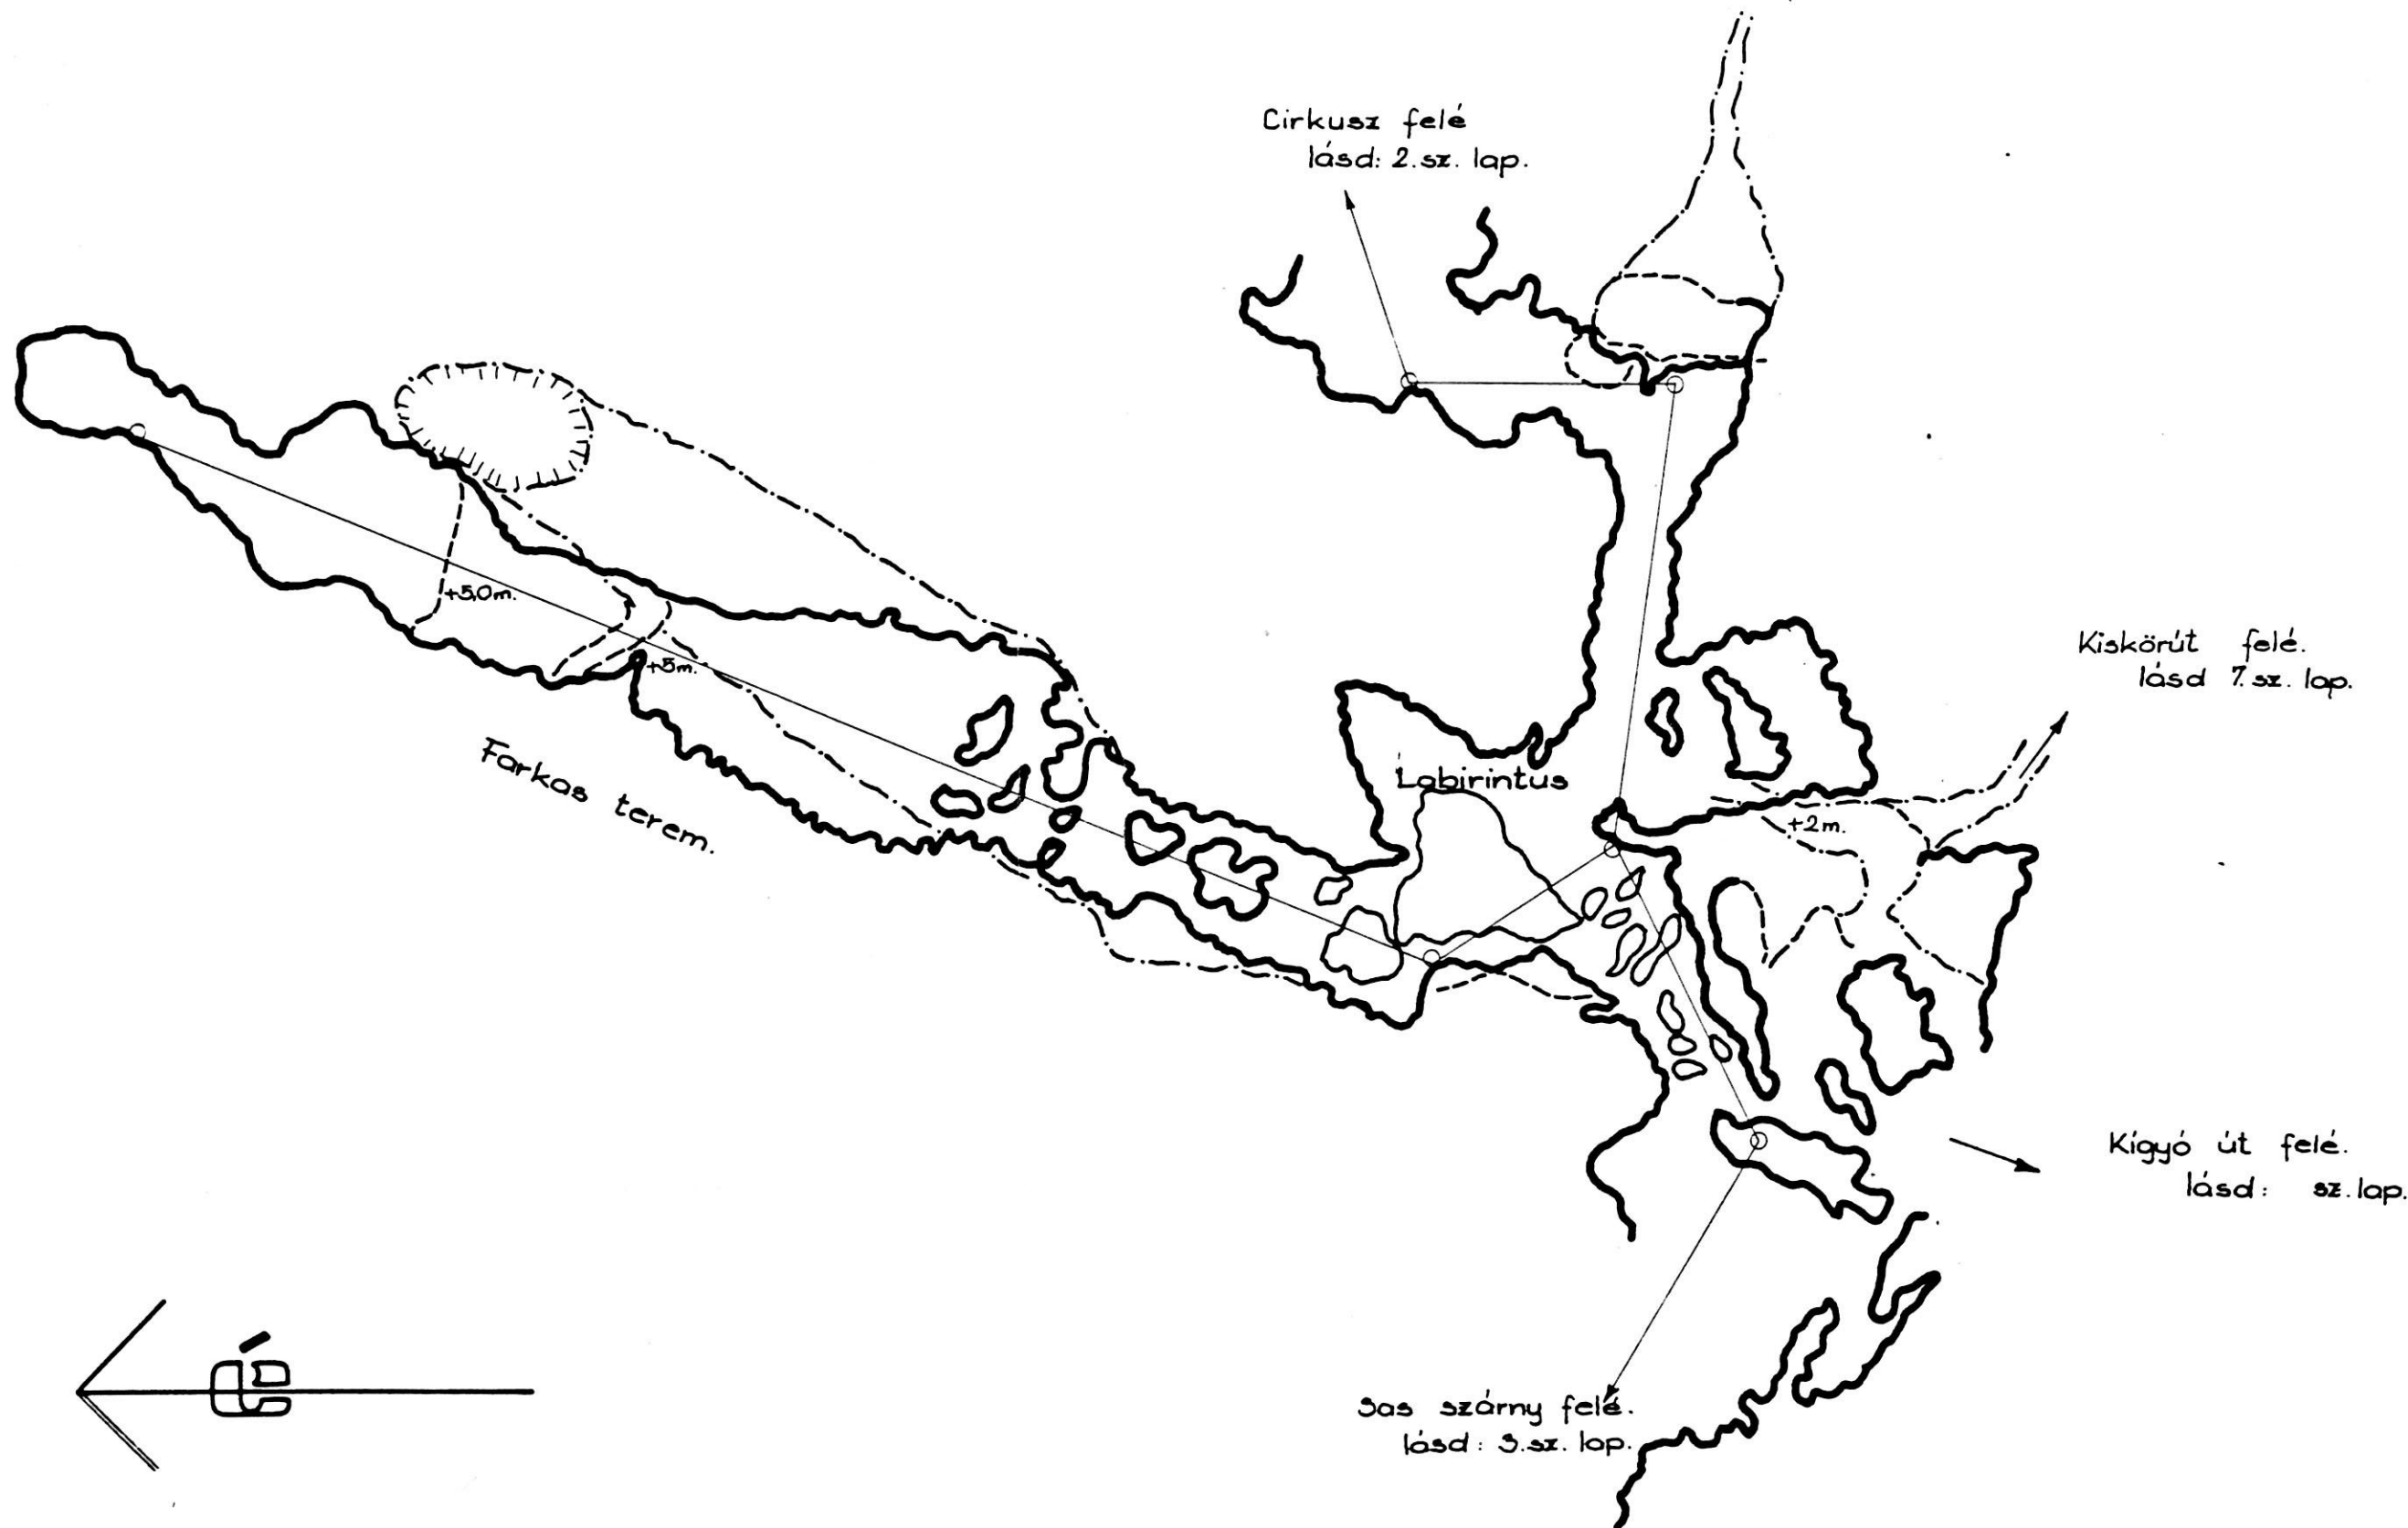 Cirkusz felé
lásd: 2.sz. lap.
Kiskörút felé.
lásd 7.sz. lap.
+5,0m.
+5m.
Farkas terem.
Labirintus
+2m.
Kígyó út felé.
lásd: sz.lap.
Sas szárny felé.
lásd: 3.sz. lap.
É